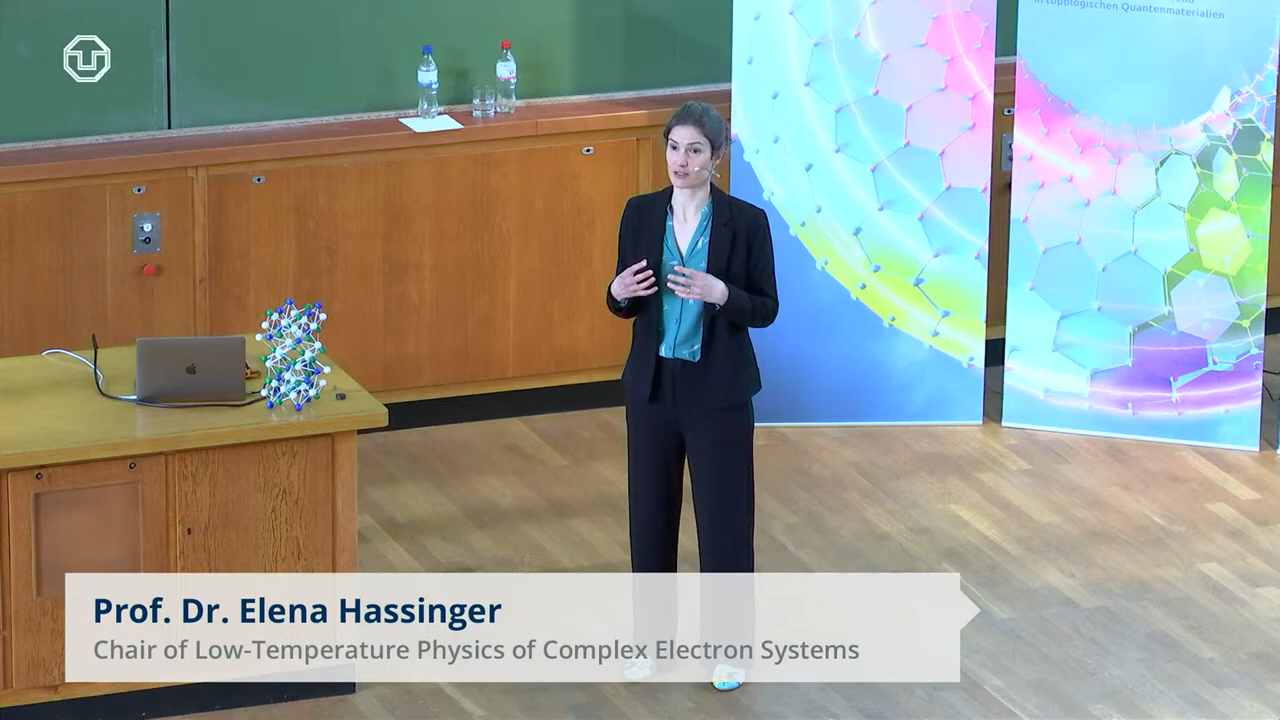 in topologischen Quantenmaterialien
Prof. Dr. Elena Hassinger
Chair of Low-Temperature Physics of Complex Electron Systems